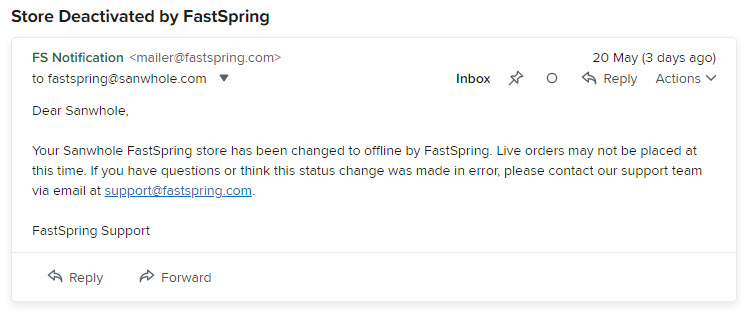 Store Deactivated by FastSpring
FS Notification <mailer@fastspring.com>
20 May (3 days ago)
to fastspring@sanwhole.com
Inbox
Reply
Actions
Dear Sanwhole,
Your Sanwhole FastSpring store has been changed to offline by FastSpring. Live orders may not be placed at
this time. If you have questions or think this status change was made in error, please contact our support team
via email at support@fastspring.com.
FastSpring Support
Reply
Forward